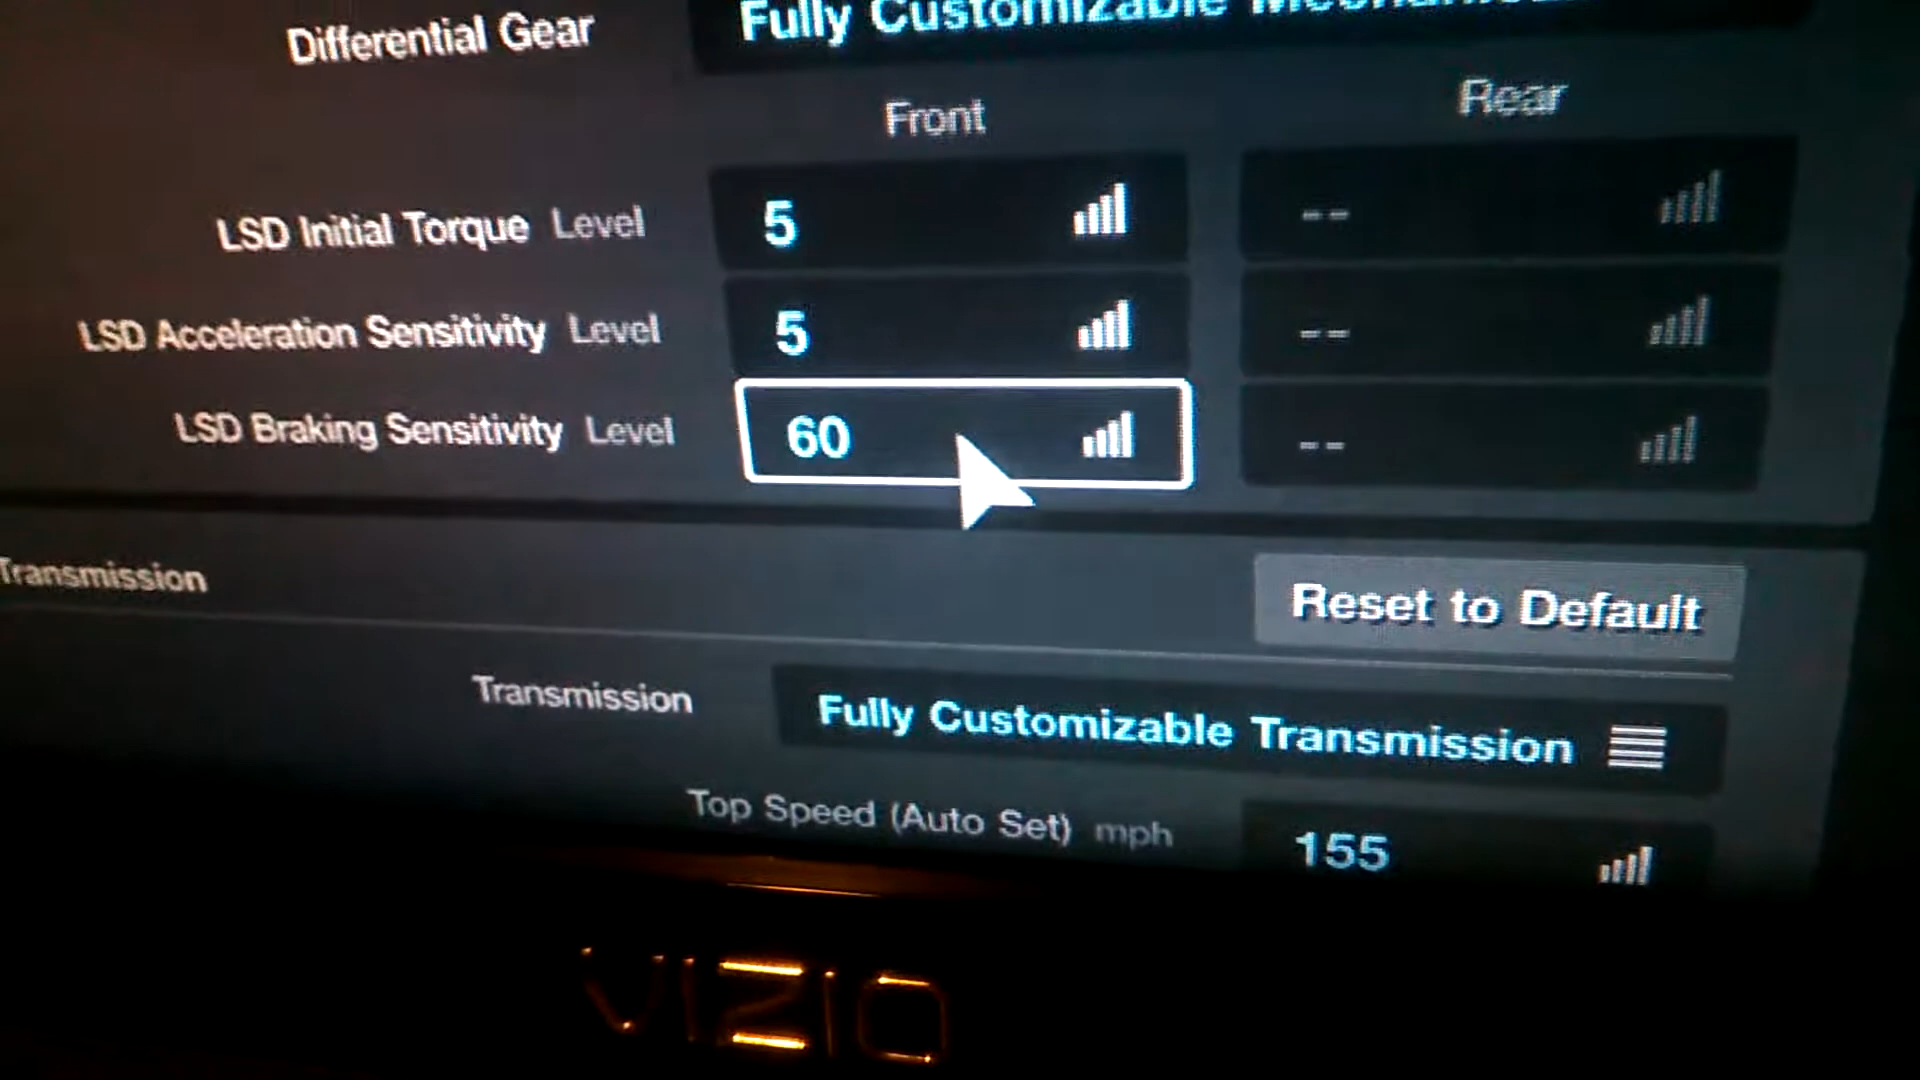 Differential Gear Fully Customizable
Front Rear
LSD Initial Torque Level 5 --
LSD Acceleration Sensitivity Level 5 --
LSD Braking Sensitivity Level 60 --
Transmission Reset to Default
Transmission Fully Customizable Transmission
Top Speed (Auto Set) mph 155
VIZIO